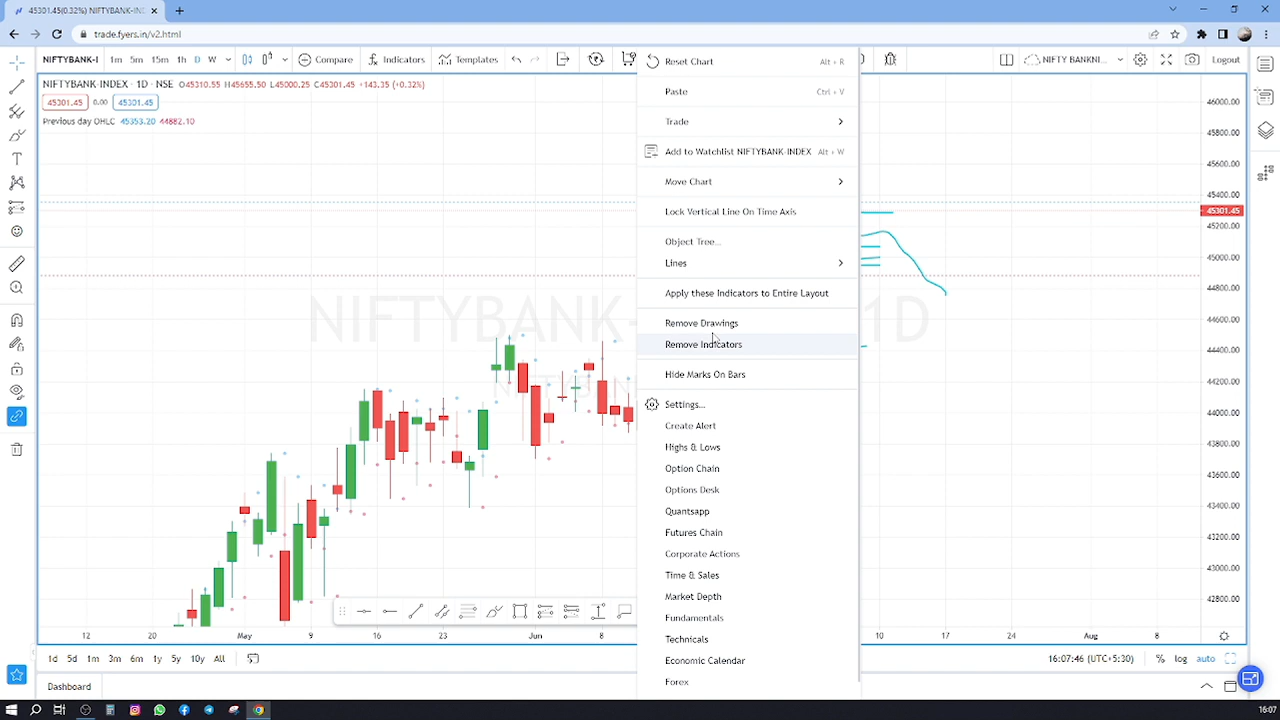 45301.45(0.32%) NIFTYBANK-IND
trade.fyers.in/v2.html
NIFTYBANK-I 1m 5m 15m 1h D W Compare Indicators Templates NIFTY BANKN... Logout
NIFTYBANK-INDEX · 1D · NSE O45310.55 H45655.50 L45000.25 C45301.45 +143.35 (+0.32%)
45301.45 0.00 45301.45
Previous day OHLC 45353.20 44882.10
Reset Chart Alt + R
Paste Ctrl + V
Trade
Add to Watchlist NIFTYBANK-INDEX Alt + W
Move Chart
Lock Vertical Line On Time Axis
Object Tree...
Lines
Apply these Indicators to Entire Layout
Remove Drawings
Remove Indicators
Hide Marks On Bars
Settings...
Create Alert
Highs & Lows
Option Chain
Options Desk
Quantsapp
Futures Chain
Corporate Actions
Time & Sales
Market Depth
Fundamentals
Technicals
Economic Calendar
Forex
NIFTYBANK- 1D
46000.00
45800.00
45600.00
45400.00
45301.45
45200.00
45000.00
44800.00
44600.00
44400.00
44200.00
44000.00
43800.00
43600.00
43400.00
43200.00
43000.00
42800.00
12 20 May 9 16 23 Jun 8 10 17 24 Aug 8
1d 5d 1m 3m 6m 1y 5y 10y All 16:07:46 (UTC+5:30) % log auto
Dashboard
16:07